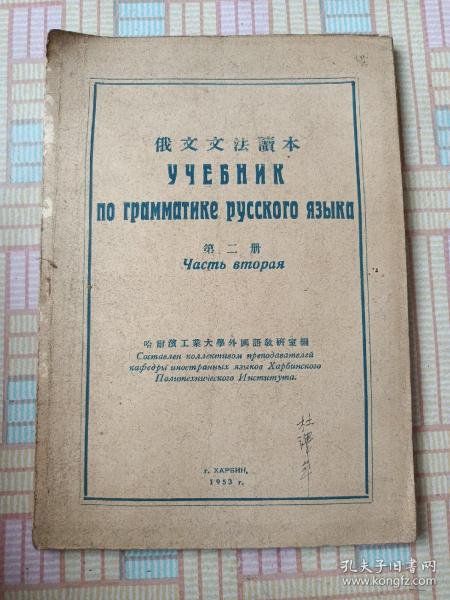 俄文文法讀本
УЧЕБНИК
по грамматике русского языка
第二册
Часть вторая
哈爾濱工業大學外國語教研室編
Составлен коллективом преподавателей
кафедры иностранных языков Харбинского
Политехнического Института.
г. ХАРБИН,
1953 г.
孔夫子旧书网
www.kongfz.com